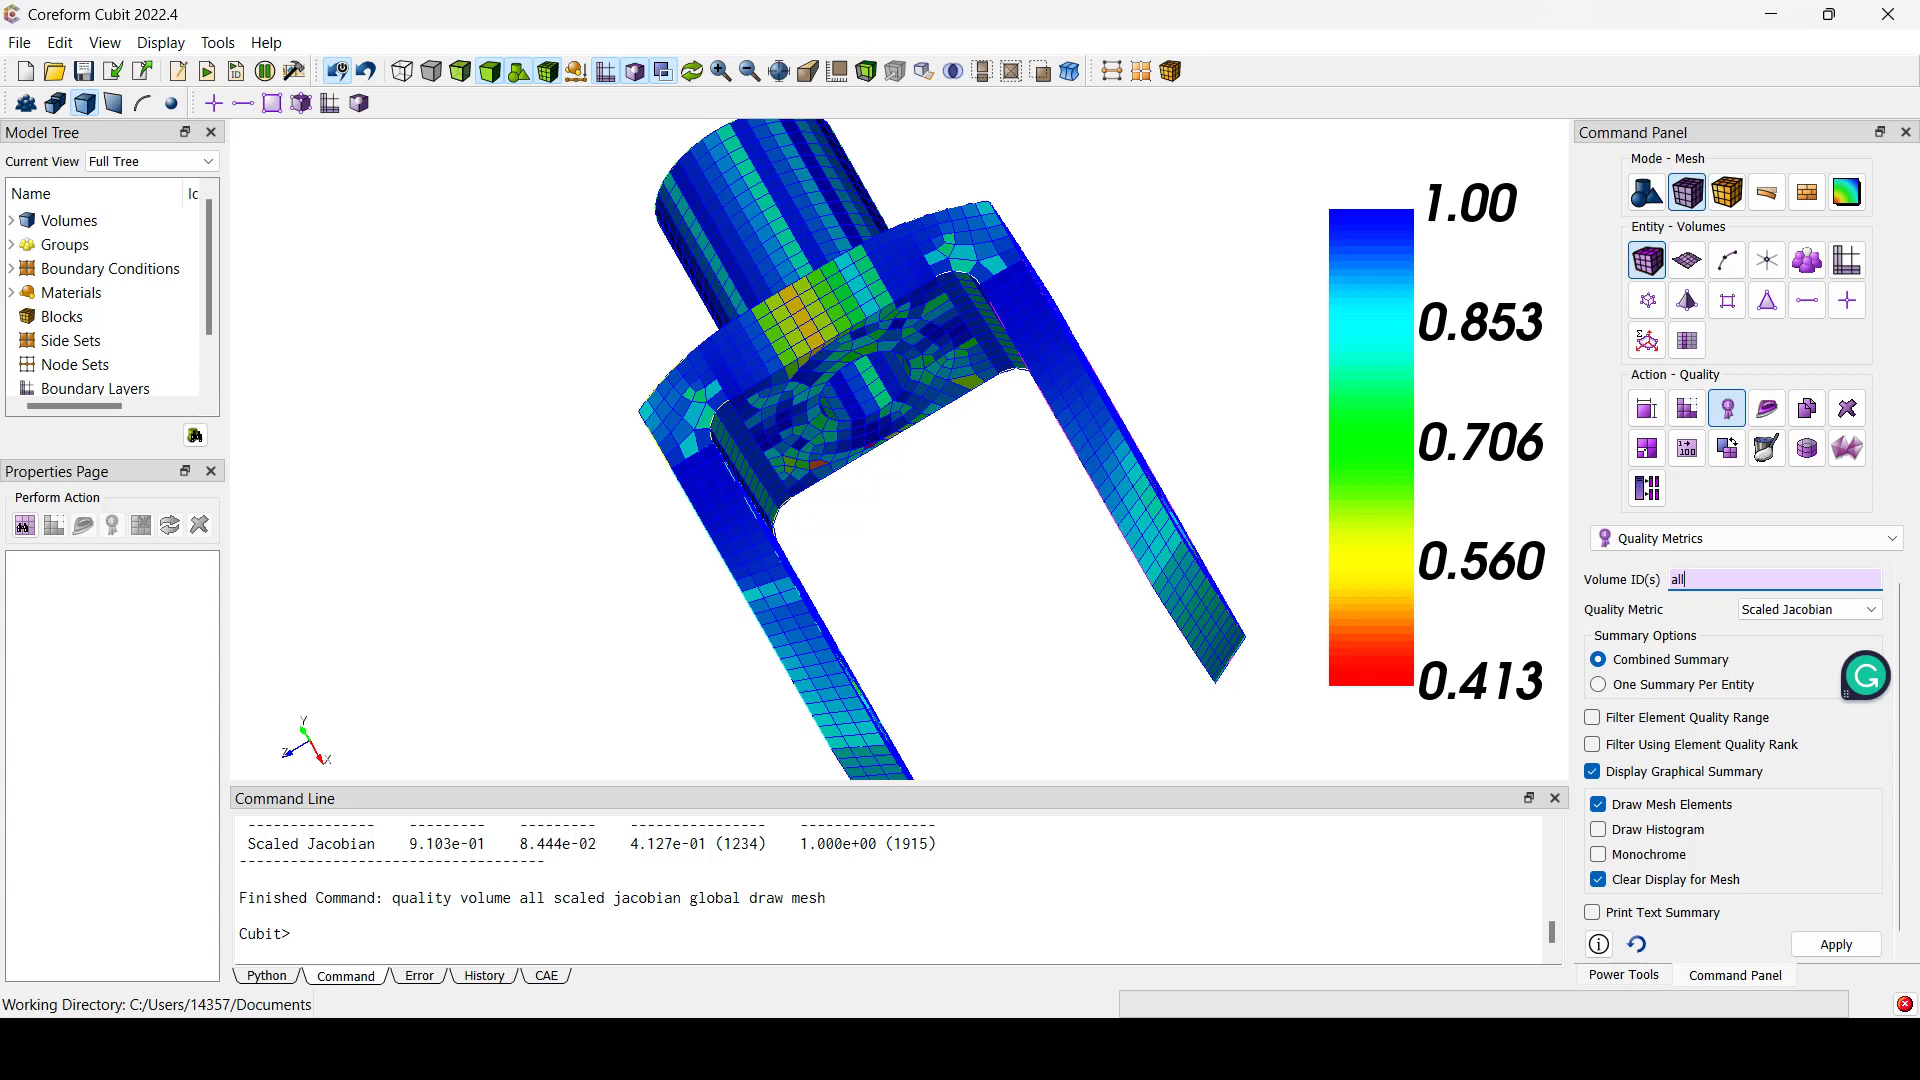 Coreform Cubit 2022.4
File Edit View Display Tools Help
Model Tree
Current View Full Tree
Name Ic
Volumes
Groups
Boundary Conditions
Materials
Blocks
Side Sets
Node Sets
Boundary Layers
Properties Page
Perform Action
1.00
0.853
0.706
0.560
0.413
Y
Z
X
Command Line
--------------- --------- --------- ---------------- ----------------
Scaled Jacobian 9.103e-01 8.444e-02 4.127e-01 (1234) 1.000e+00 (1915)
------------------------------------
Finished Command: quality volume all scaled jacobian global draw mesh
Cubit>
Python Command Error History CAE
Working Directory: C:/Users/14357/Documents
Command Panel
Mode - Mesh
Entity - Volumes
Action - Quality
Quality Metrics
Volume ID(s) all
Quality Metric Scaled Jacobian
Summary Options
Combined Summary
One Summary Per Entity
Filter Element Quality Range
Filter Using Element Quality Rank
Display Graphical Summary
Draw Mesh Elements
Draw Histogram
Monochrome
Clear Display for Mesh
Print Text Summary
Apply
Power Tools Command Panel